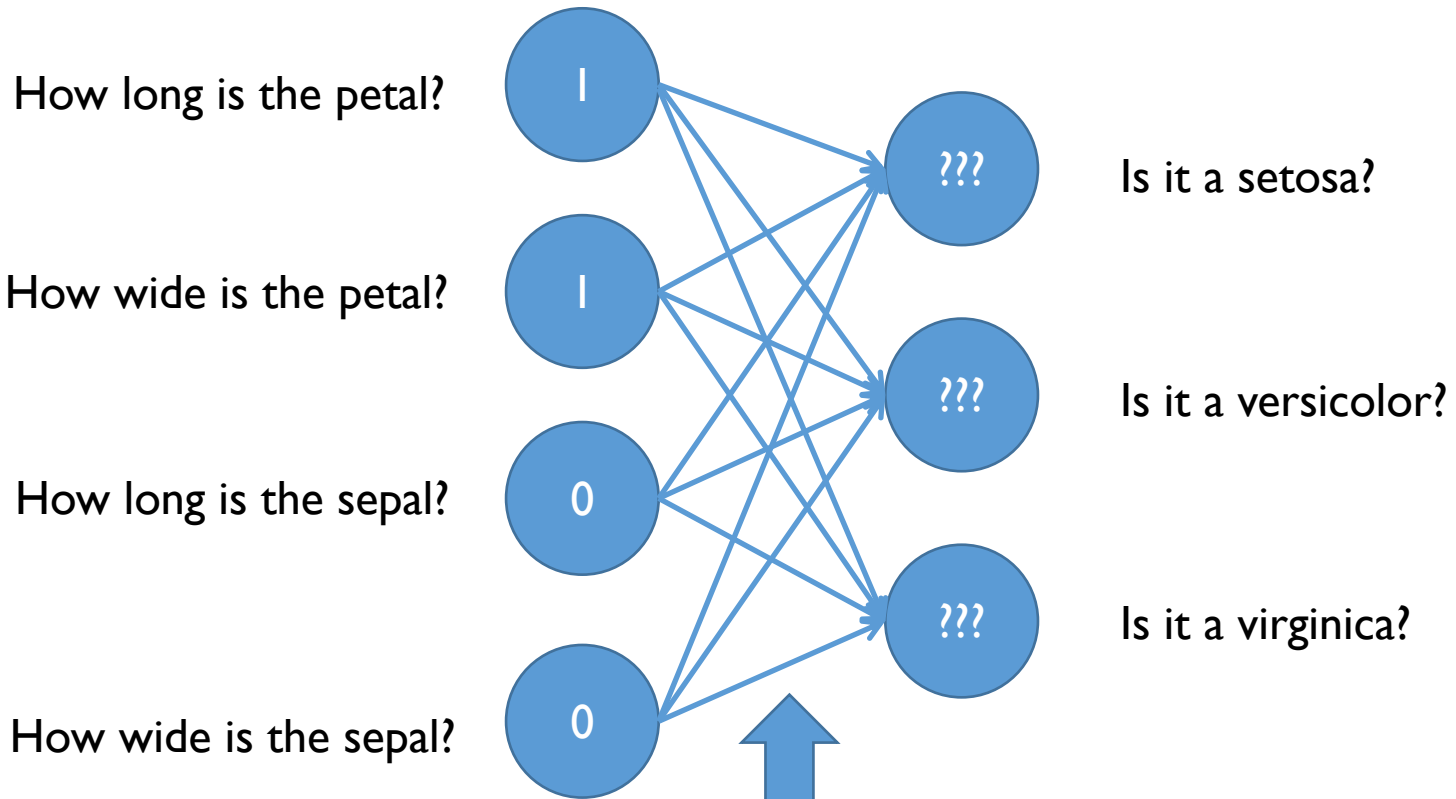 How long is the petal?
1
???
Is it a setosa?
How wide is the petal?
1
???
Is it a versicolor?
How long is the sepal?
0
???
Is it a virginica?
How wide is the sepal?
0